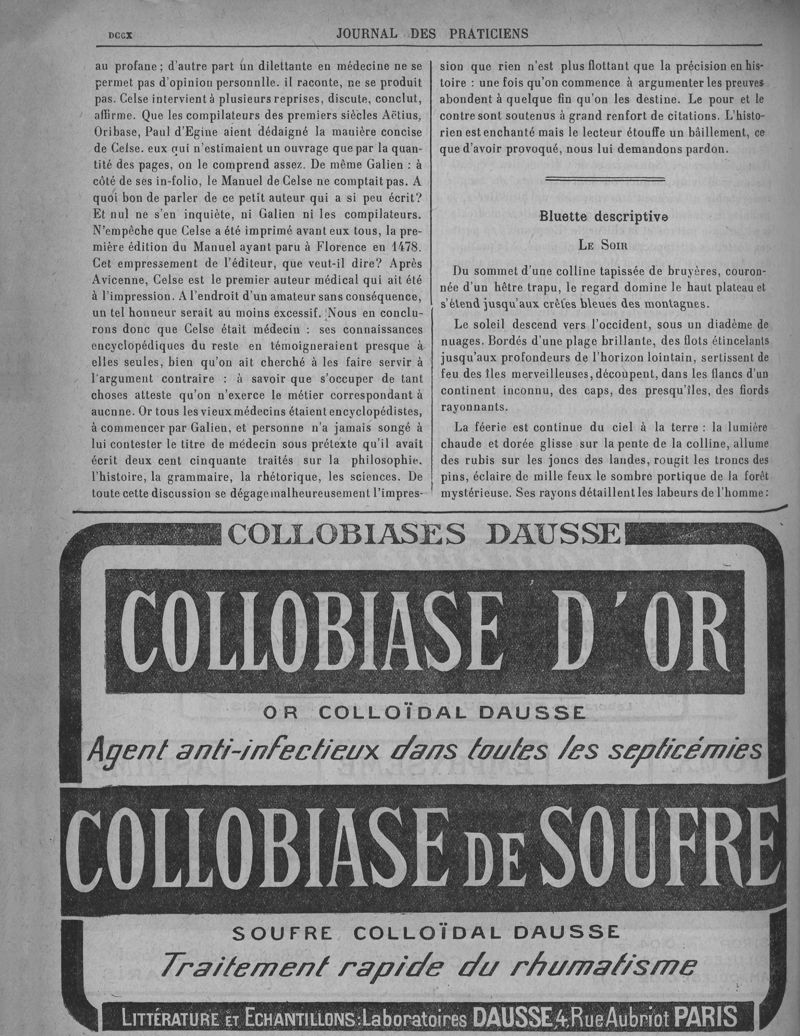 DCCX
JOURNAL DES PRATICIENS
au profane ; d'autre part un dilettante en médecine ne se
permet pas d'opinion personnlle. il raconte, ne se produit
pas. Celse intervient à plusieurs reprises, discute, conclut,
affirme. Que les compilateurs des premiers siècles Aëtius,
Oribase, Paul d'Egine aient dédaigné la manière concise
de Celse. eux qui n'estimaient un ouvrage que par la quan-
tité des pages, on le comprend assez. De même Galien : à
côté de ses in-folio, le Manuel de Celse ne comptait pas. A
quoi bon de parler de ce petit auteur qui a si peu écrit?
Et nul ne s'en inquiète, ni Galien ni les compilateurs.
N'empêche que Celse a été imprimé avant eux tous, la pre-
mière édition du Manuel ayant paru à Florence en 1478.
Cet empressement de l'éditeur, que veut-il dire? Après
Avicenne, Celse est le premier auteur médical qui ait été
à l'impression. A l'endroit d'un amateur sans conséquence,
un tel honneur serait au moins excessif. Nous en conclu-
rons donc que Celse était médecin : ses connaissances
encyclopédiques du reste en témoigneraient presque à
elles seules, bien qu'on ait cherché à les faire servir à
l'argument contraire : à savoir que s'occuper de tant
choses atteste qu'on n'exerce le métier correspondant à
aucnne. Or tous les vieux médecins étaient encyclopédistes,
à commencer par Galien, et personne n'a jamais songé à
lui contester le titre de médecin sous prétexte qu'il avait
écrit deux cent cinquante traités sur la philosophie.
l'histoire, la grammaire, la rhétorique, les sciences. De
toute cette discussion se dégage malheureusement l'impres-
sion que rien n'est plus flottant que la précision en his-
toire : une fois qu'on commence à argumenter les preuves
abondent à quelque fin qu'on les destine. Le pour et le
contre sont soutenus à grand renfort de citations. L'histo-
rien est enchanté mais le lecteur étouffe un bâillement, ce
que d'avoir provoqué, nous lui demandons pardon.
Bluette descriptive
LE SOIR
Du sommet d'une colline tapissée de bruyères, couron-
née d'un hêtre trapu, le regard domine le haut plateau et
s'étend jusqu'aux crêtes bleues des montagnes.
Le soleil descend vers l'occident, sous un diadème de
nuages. Bordés d'une plage brillante, des flots étincelants
jusqu'aux profondeurs de l'horizon lointain, sertissent de
feu des îles merveilleuses, découpent, dans les flancs d'un
continent inconnu, des caps, des presqu'îles, des fiords
rayonnants.
La féerie est continue du ciel à la terre : la lumière
chaude et dorée glisse sur la pente de la colline, allume
des rubis sur les joncs des landes, rougit les troncs des
pins, éclaire de mille feux le sombre portique de la forêt
mystérieuse. Ses rayons détaillent les labeurs de l'homme :
COLLOBIASES DAUSSE
COLLOBIASE D'OR
OR COLLOÏDAL DAUSSE
Agent anti-infectieux dans toutes les septicémies
COLLOBIASE DE SOUFRE
SOUFRE COLLOÏDAL DAUSSE
Traitement rapide du rhumatisme
LITTÉRATURE ET ECHANTILLONS : Laboratoires DAUSSE, 4, Rue Aubriot PARIS